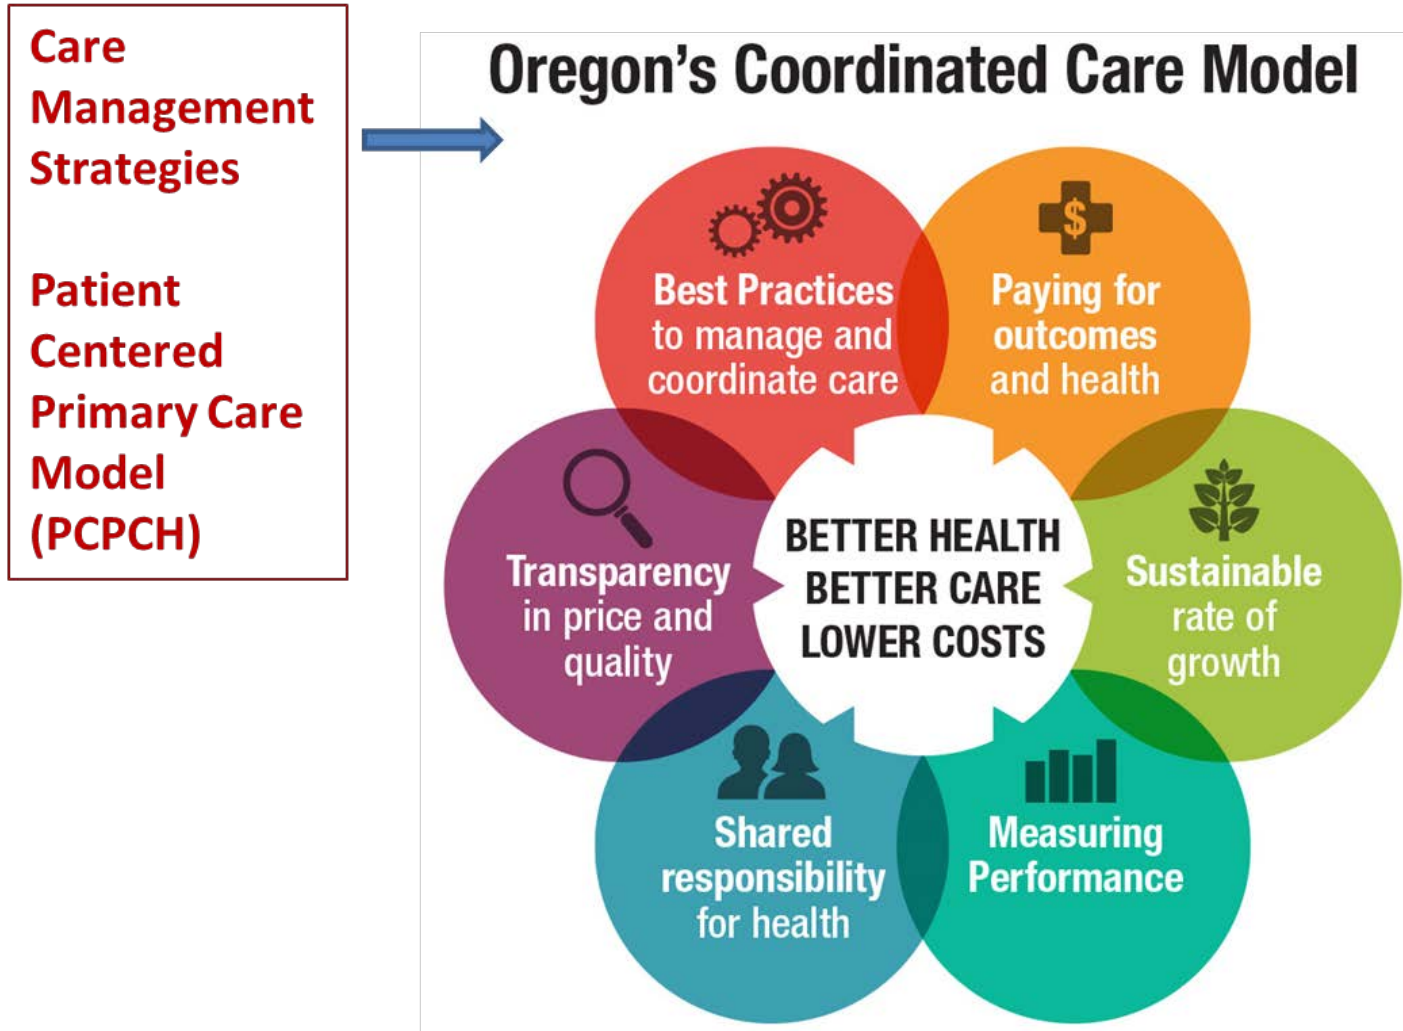 Care
Management
Strategies
Patient
Centered
Primary Care
Model
(PCPCH)
Oregon's Coordinated Care Model
Best Practices
to manage and
coordinate care
$
Paying for
outcomes
and health
Transparency
in price and
quality
BETTER HEALTH
BETTER CARE
LOWER COSTS
Sustainable
rate of
growth
Shared
responsibility
for health
Measuring
Performance